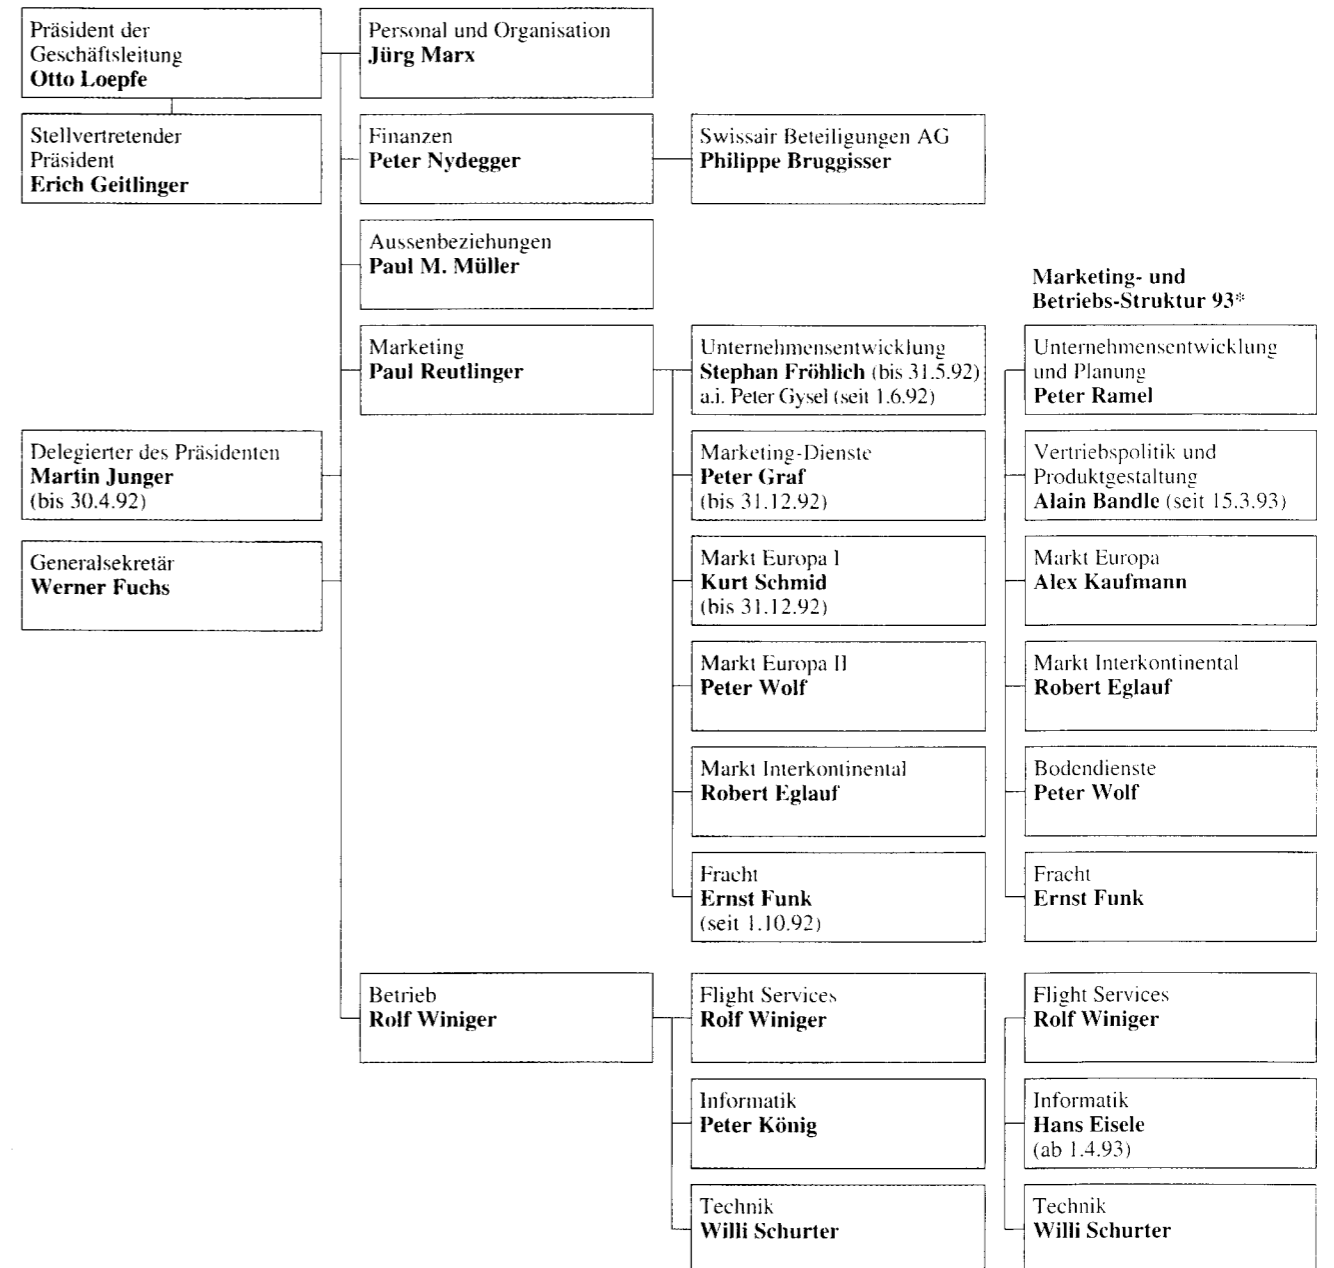 Präsident der
Geschäftsleitung
Otto Loepfe
Stellvertretender
Präsident
Erich Geitlinger
Delegierter des Präsidenten
Martin Junger
(bis 30.4.92)
Generalsekretär
Werner Fuchs
Personal und Organisation
Jürg Marx
Finanzen
Peter Nydegger
Swissair Beteiligungen AG
Philippe Bruggisser
Aussenbeziehungen
Paul M. Müller
Marketing
Paul Reutlinger
Unternehmensentwicklung
Stephan Fröhlich (bis 31.5.92)
a.i. Peter Gysel (seit 1.6.92)
Marketing-Dienste
Peter Graf
(bis 31.12.92)
Markt Europa I
Kurt Schmid
(bis 31.12.92)
Markt Europa II
Peter Wolf
Markt Interkontinental
Robert Eglauf
Fracht
Ernst Funk
(seit 1.10.92)
Marketing- und
Betriebs-Struktur 93*
Unternehmensentwicklung
und Planung
Peter Ramel
Vertriebspolitik und
Produktgestaltung
Alain Bandle (seit 15.3.93)
Markt Europa
Alex Kaufmann
Markt Interkontinental
Robert Eglauf
Bodendienste
Peter Wolf
Fracht
Ernst Funk
Betrieb
Rolf Winiger
Flight Services
Rolf Winiger
Informatik
Peter König
Technik
Willi Schurter
Flight Services
Rolf Winiger
Informatik
Hans Eisele
(ab 1.4.93)
Technik
Willi Schurter